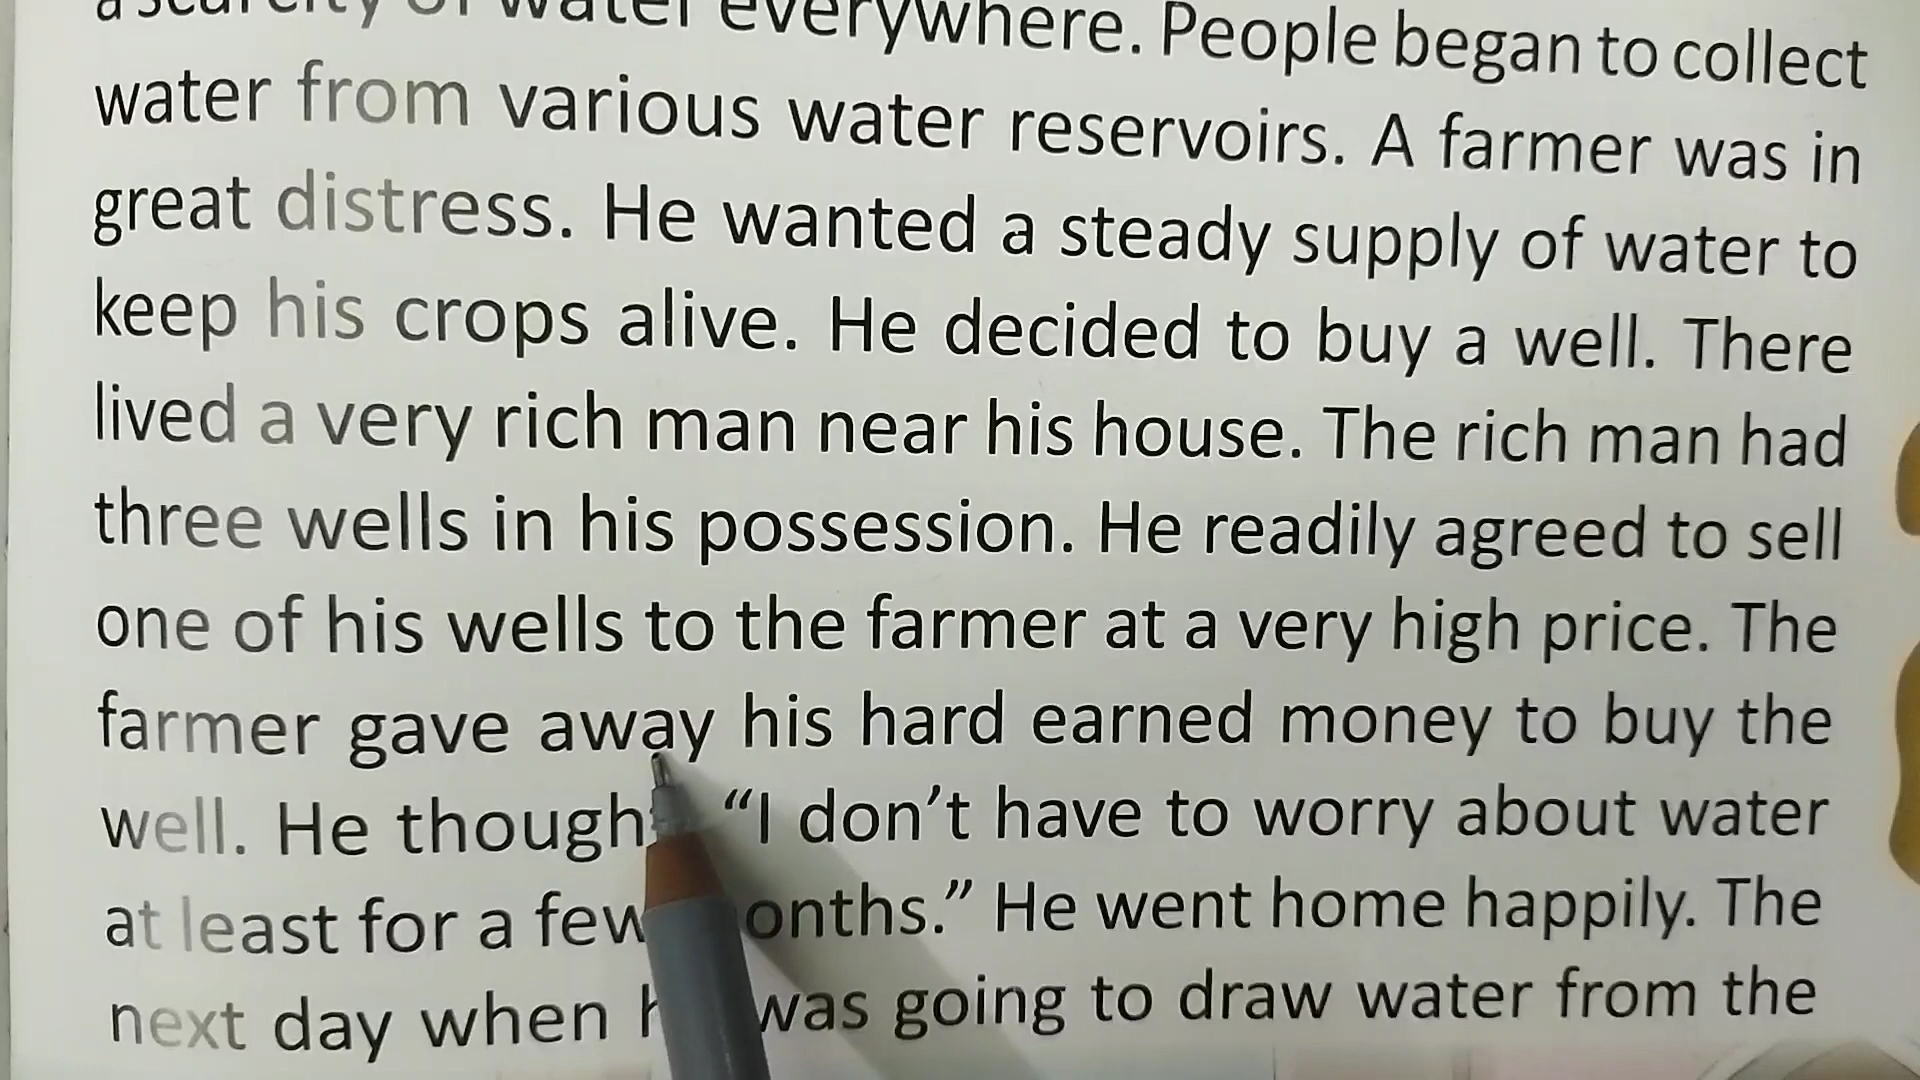 a scarcity of water everywhere. People began to collect
water from various water reservoirs. A farmer was in
great distress. He wanted a steady supply of water to
keep his crops alive. He decided to buy a well. There
lived a very rich man near his house. The rich man had
three wells in his possession. He readily agreed to sell
one of his wells to the farmer at a very high price. The
farmer gave away his hard earned money to buy the
well. He though “I don’t have to worry about water
at least for a few onths.” He went home happily. The
next day when h was going to draw water from the